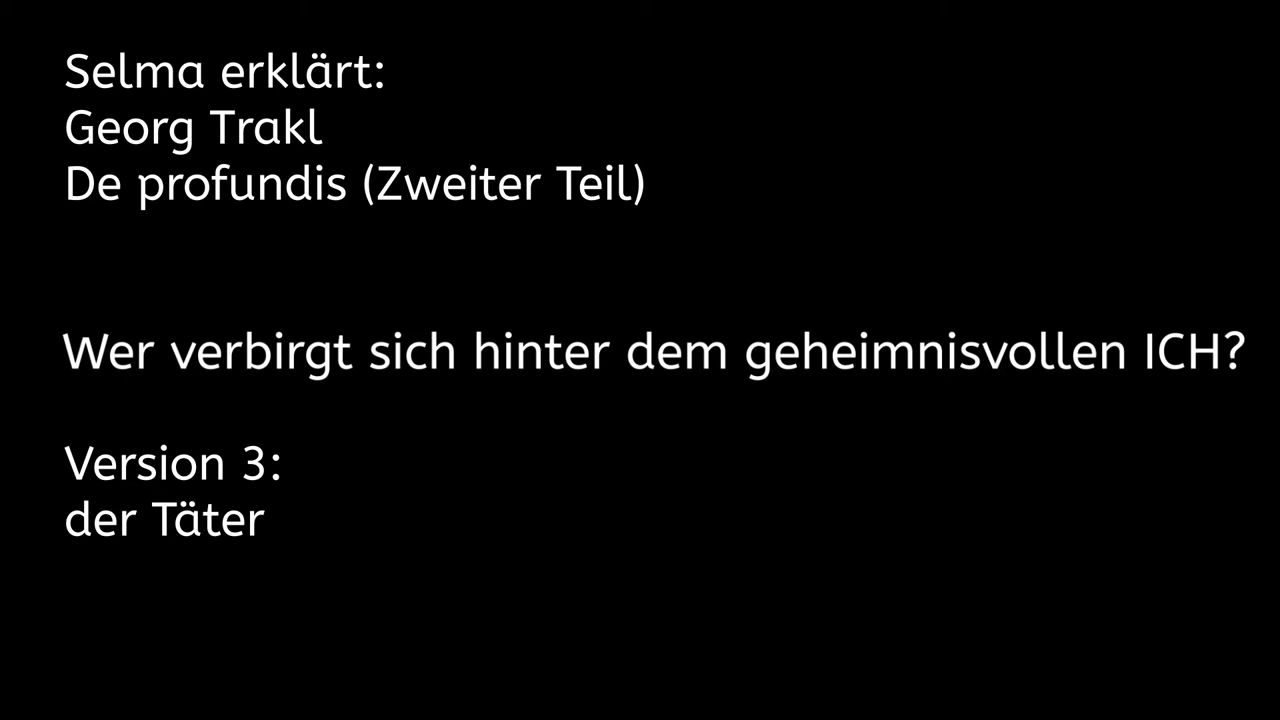 Selma erklärt:
Georg Trakl
De profundis (Zweiter Teil)
Wer verbirgt sich hinter dem geheimnisvollen ICH?
Version 3:
der Täter